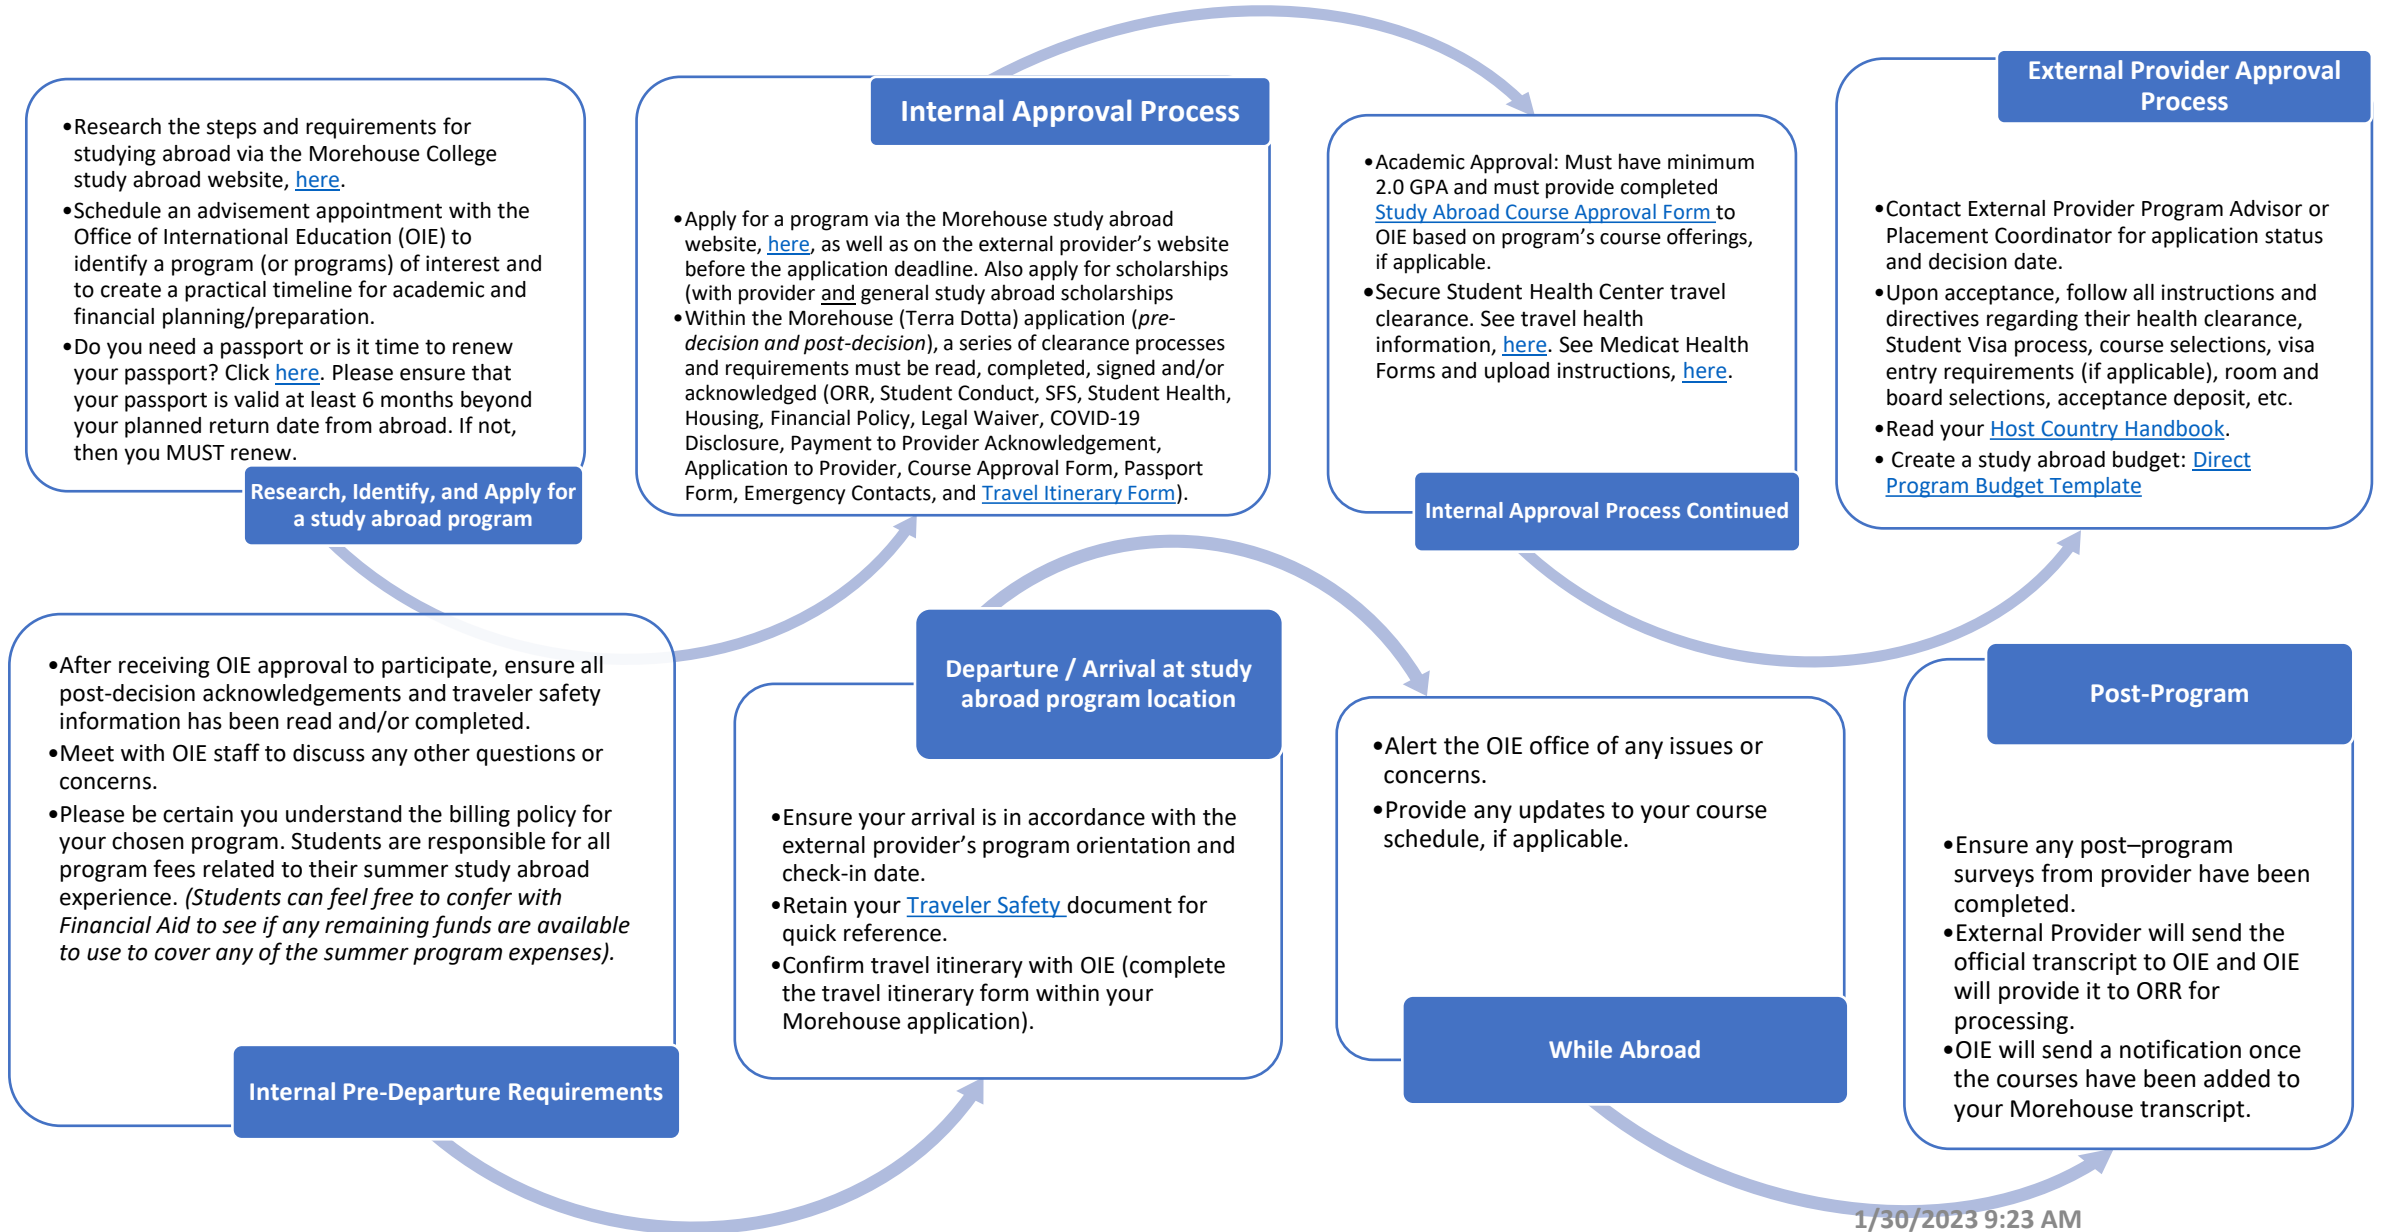 •Research the steps and requirements for
studying abroad via the Morehouse College
study abroad website, here.
•Schedule an advisement appointment with the
Office of International Education (OIE) to
identify a program (or programs) of interest and
to create a practical timeline for academic and
financial planning/preparation.
•Do you need a passport or is it time to renew
your passport? Click here. Please ensure that
your passport is valid at least 6 months beyond
your planned return date from abroad. If not,
then you MUST renew.
Research, Identify, and Apply for
a study abroad program
Internal Approval Process
•Apply for a program via the Morehouse study abroad
website, here, as well as on the external provider’s website
before the application deadline. Also apply for scholarships
(with provider and general study abroad scholarships
•Within the Morehouse (Terra Dotta) application (pre-
decision and post-decision), a series of clearance processes
and requirements must be read, completed, signed and/or
acknowledged (ORR, Student Conduct, SFS, Student Health,
Housing, Financial Policy, Legal Waiver, COVID-19
Disclosure, Payment to Provider Acknowledgement,
Application to Provider, Course Approval Form, Passport
Form, Emergency Contacts, and Travel Itinerary Form).
•Academic Approval: Must have minimum
2.0 GPA and must provide completed
Study Abroad Course Approval Form to
OIE based on program’s course offerings,
if applicable.
•Secure Student Health Center travel
clearance. See travel health
information, here. See Medicat Health
Forms and upload instructions, here.
Internal Approval Process Continued
External Provider Approval
Process
•Contact External Provider Program Advisor or
Placement Coordinator for application status
and decision date.
•Upon acceptance, follow all instructions and
directives regarding their health clearance,
Student Visa process, course selections, visa
entry requirements (if applicable), room and
board selections, acceptance deposit, etc.
•Read your Host Country Handbook.
• Create a study abroad budget: Direct
Program Budget Template
•After receiving OIE approval to participate, ensure all
post-decision acknowledgements and traveler safety
information has been read and/or completed.
•Meet with OIE staff to discuss any other questions or
concerns.
•Please be certain you understand the billing policy for
your chosen program. Students are responsible for all
program fees related to their summer study abroad
experience. (Students can feel free to confer with
Financial Aid to see if any remaining funds are available
to use to cover any of the summer program expenses).
Internal Pre-Departure Requirements
Departure / Arrival at study
abroad program location
•Ensure your arrival is in accordance with the
external provider’s program orientation and
check-in date.
•Retain your Traveler Safety document for
quick reference.
•Confirm travel itinerary with OIE (complete
the travel itinerary form within your
Morehouse application).
•Alert the OIE office of any issues or
concerns.
•Provide any updates to your course
schedule, if applicable.
While Abroad
Post-Program
•Ensure any post–program
surveys from provider have been
completed.
•External Provider will send the
official transcript to OIE and OIE
will provide it to ORR for
processing.
•OIE will send a notification once
the courses have been added to
your Morehouse transcript.
1/30/2023 9:23 AM